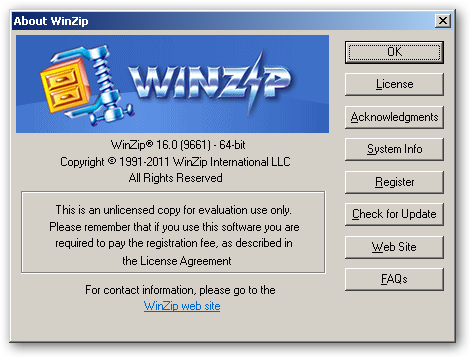 About WinZip
WINZIP
WinZip® 16.0 (9661) - 64-bit
Copyright © 1991-2011 WinZip International LLC
All Rights Reserved
This is an unlicensed copy for evaluation use only.
Please remember that if you use this software you are
required to pay the registration fee, as described in
the License Agreement
For contact information, please go to the
WinZip web site
OK
License
Acknowledgments
System Info
Register
Check for Update
Web Site
FAQs